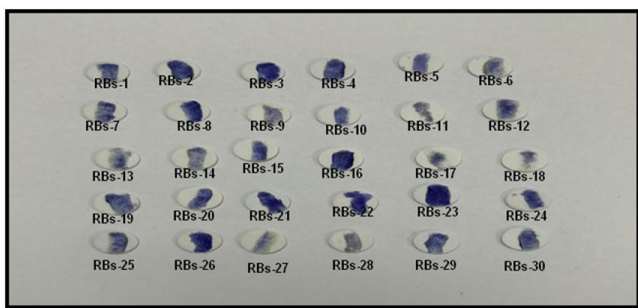 RBs-1 RBs-2 RBs-3 RBs-4 RBs-5 RBs-6
RBs-7 RBs-8 RBs-9 RBs-10 RBs-11 RBs-12
RBs-13 RBs-14 RBs-15 RBs-16 RBs-17 RBs-18
RBs-19 RBs-20 RBs-21 RBs-22 RBs-23 RBs-24
RBs-25 RBs-26 RBs-27 RBs-28 RBs-29 RBs-30